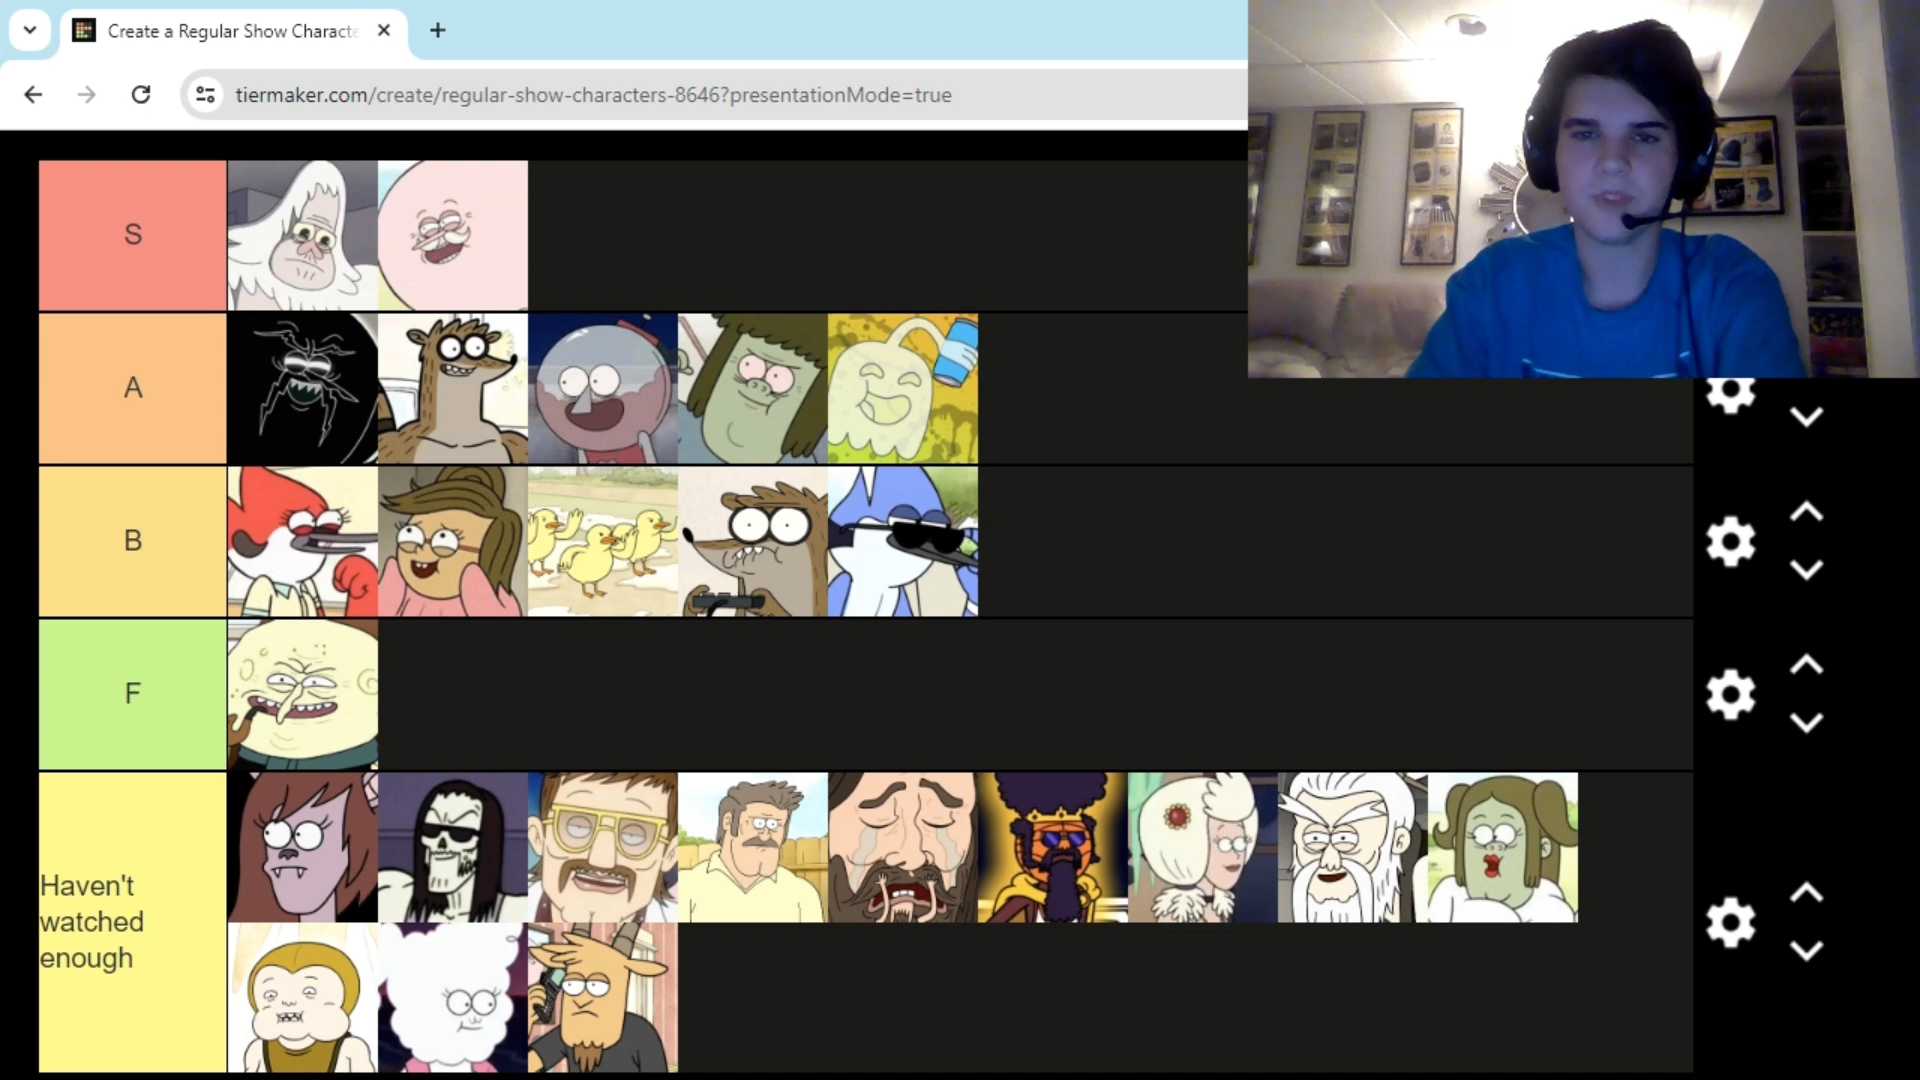 Create a Regular Show Characte
tiermaker.com/create/regular-show-characters-8646?presentationMode=true
S
A
B
F
Haven't
watched
enough